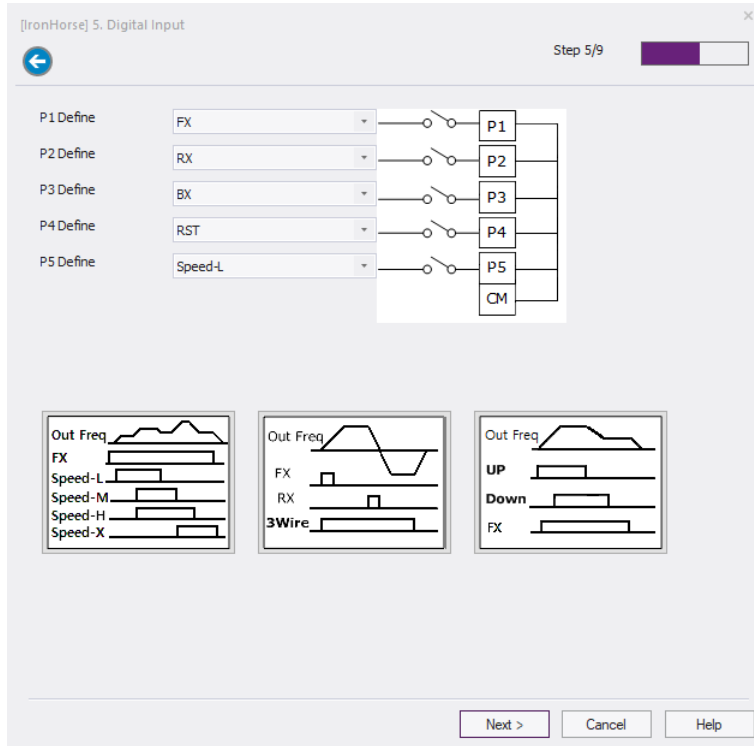 [IronHorse] 5. Digital Input
Step 5/9
P1 Define FX P1
P2 Define RX P2
P3 Define BX P3
P4 Define RST P4
P5 Define Speed-L P5
CM
Out Freq
FX
Speed-L
Speed-M
Speed-H
Speed-X
Out Freq
FX
RX
3Wire
Out Freq
UP
Down
FX
Next > Cancel Help